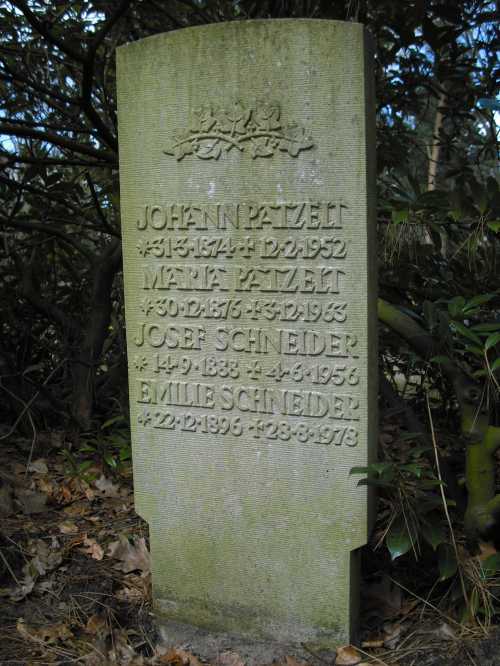 JOHANN PATZELT
*31·3·1874 + 12·2·1952
MARIA PATZELT
*30·12·1876 + 3·12·1963
JOSEF SCHNEIDER
*14·9·1888 + 4·6·1956
EMILIE SCHNEIDER
*22·12·1896 + 28·8·1978